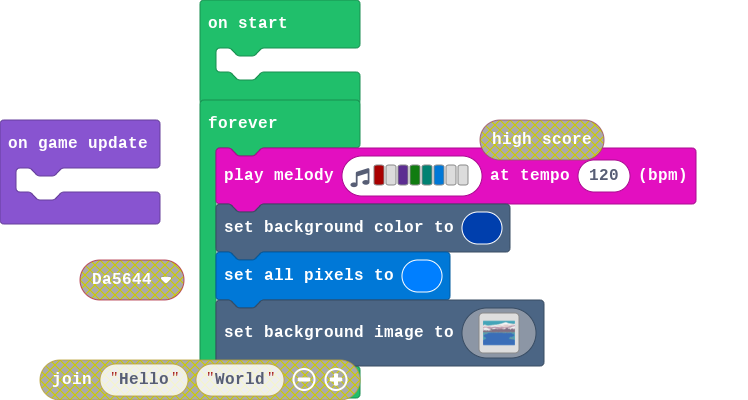 on start
forever
on game update
high score
play melody at tempo 120 (bpm)
set background color to
Da5644
set all pixels to
set background image to
join "Hello" "World"